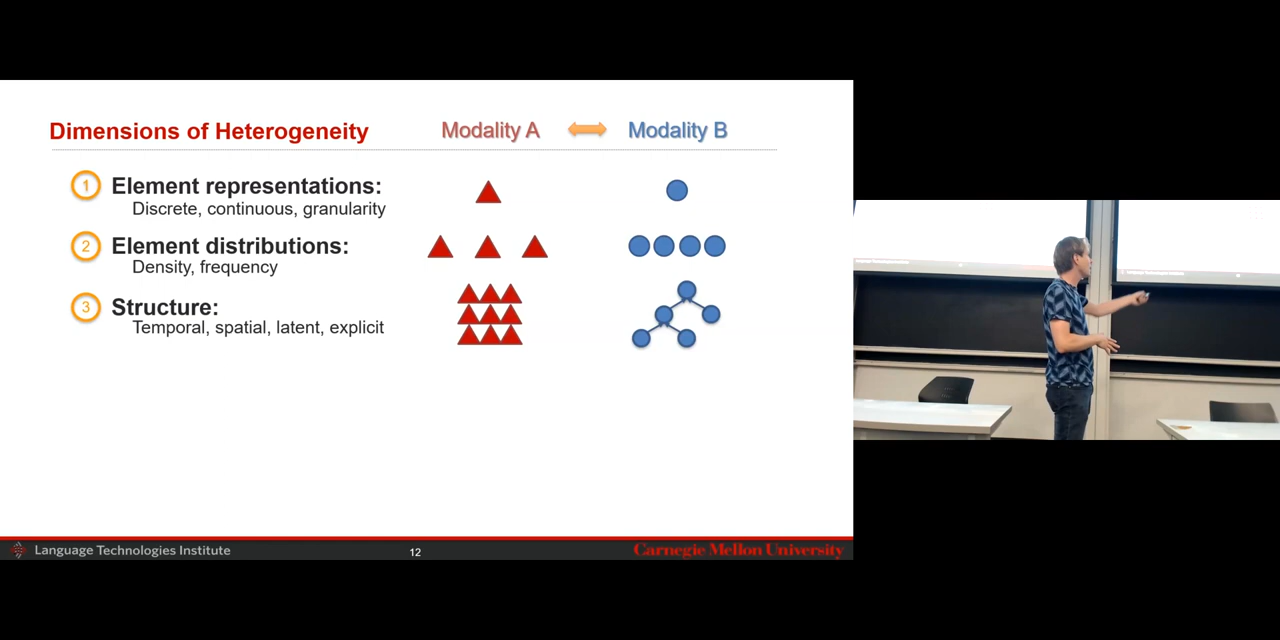 Dimensions of Heterogeneity
Modality A
Modality B
1
Element representations:
Discrete, continuous, granularity
2
Element distributions:
Density, frequency
3
Structure:
Temporal, spatial, latent, explicit
Language Technologies Institute
12
Carnegie Mellon University